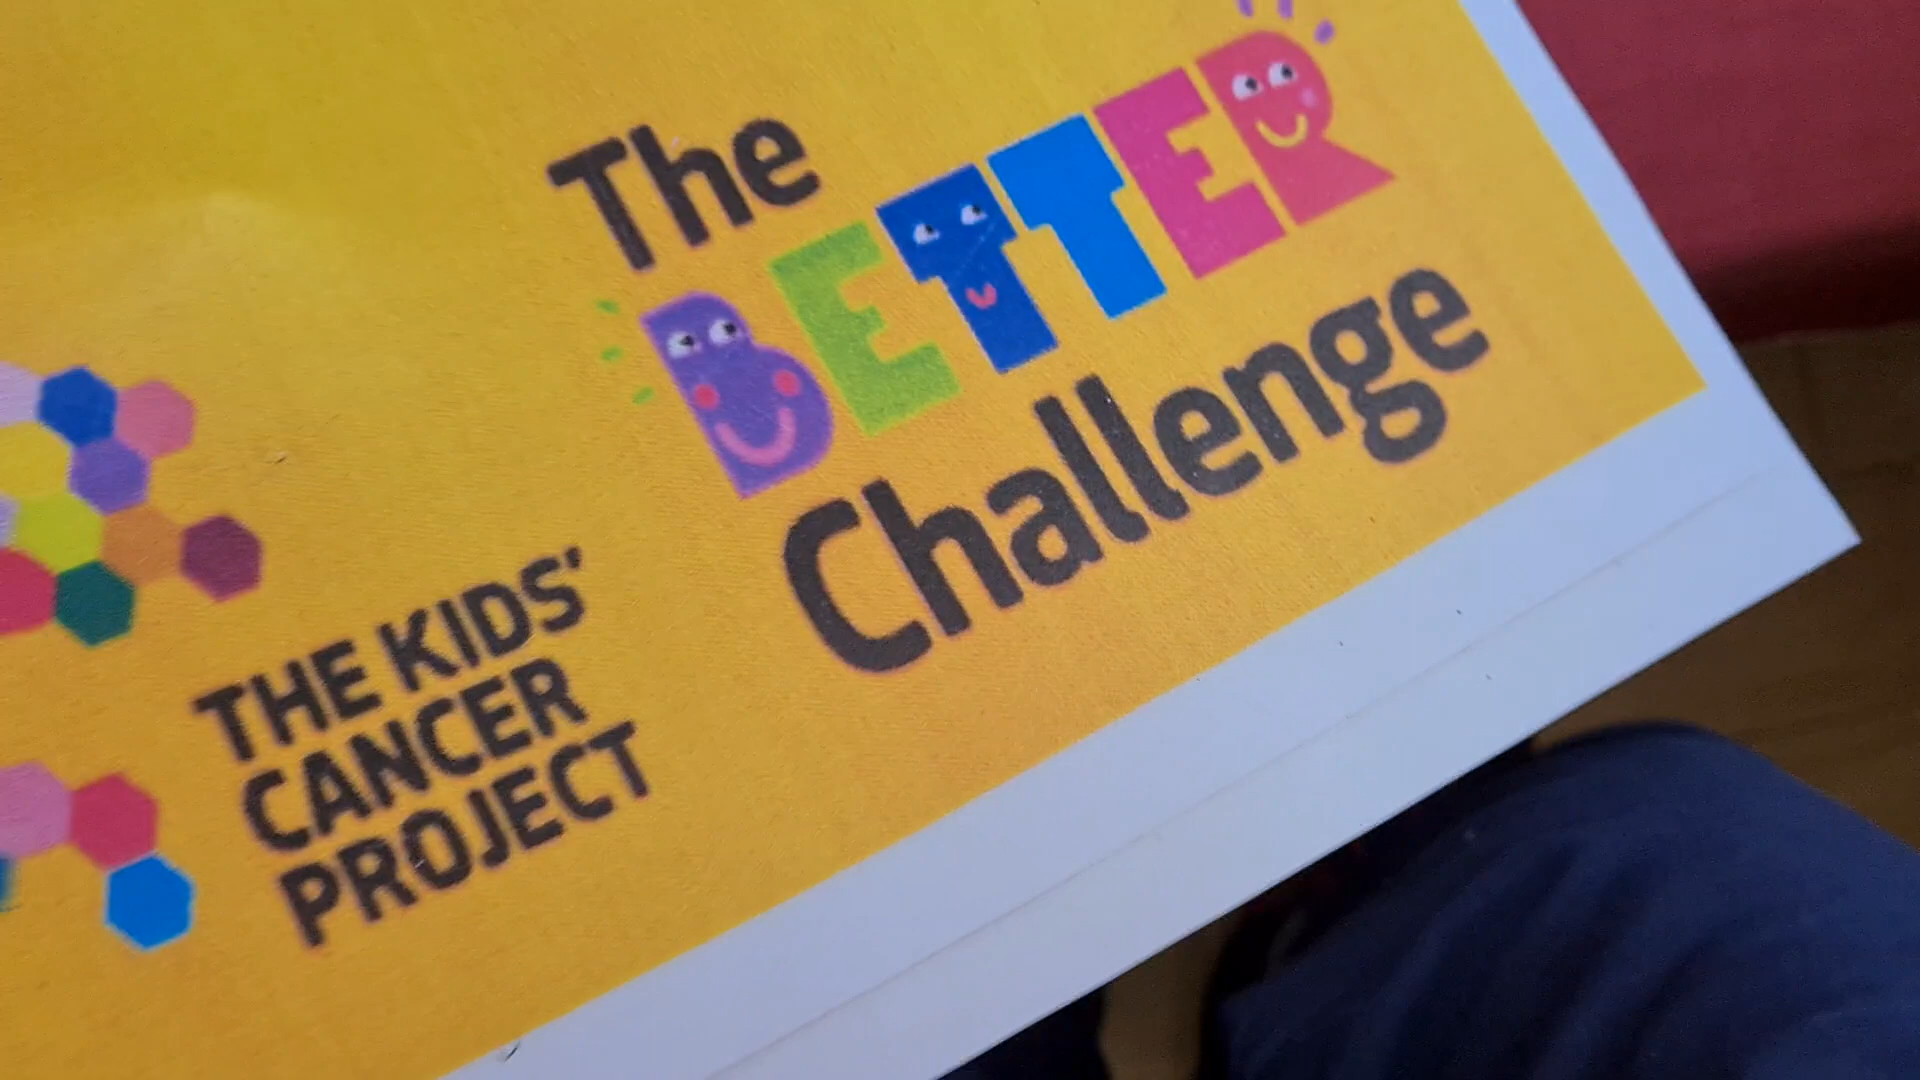 The
BETTER
Challenge
THE KIDS'
CANCER
PROJECT